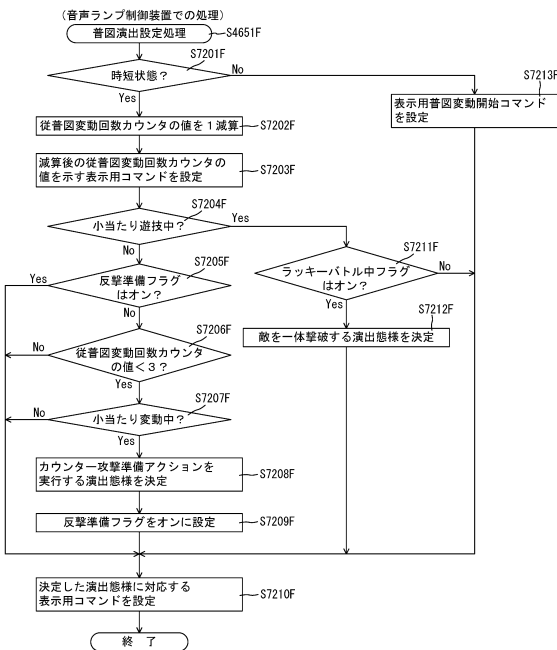 (音声ランプ制御装置での処理)
普図演出設定処理
S4651F
S7201F
時短状態?
No
Yes
S7213F
表示用普図変動開始コマンド
を設定
従普図変動回数カウンタの値を1減算
S7202F
減算後の従普図変動回数カウンタの
値を示す表示用コマンドを設定
S7203F
S7204F
小当たり遊技中?
Yes
No
S7205F
Yes
反撃準備フラグ
はオン?
No
S7211F
ラッキーバトル中フラグ
はオン?
No
Yes
S7206F
No
従普図変動回数カウンタ
の値<3?
Yes
S7212F
敵を一体撃破する演出態様を決定
S7207F
No
小当たり変動中?
Yes
カウンター攻撃準備アクションを
実行する演出態様を決定
S7208F
反撃準備フラグをオンに設定
S7209F
決定した演出態様に対応する
表示用コマンドを設定
S7210F
終 了